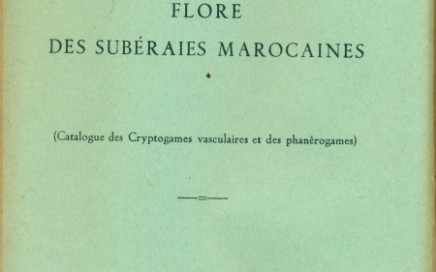 FLORE
DES SUBÉRAIES MAROCAINES
(Catalogue des Cryptogames vasculaires et des phanérogames)